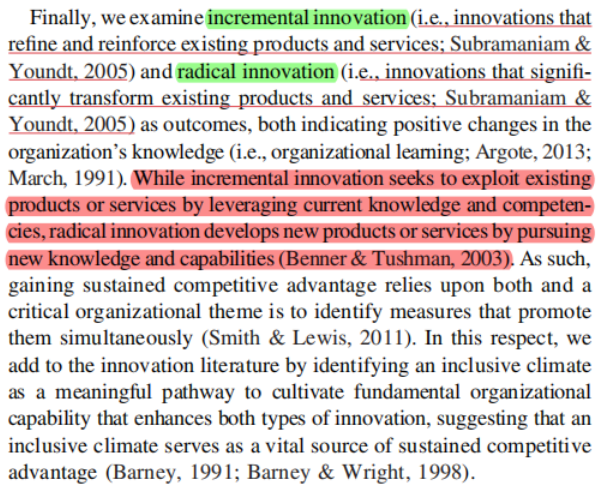 Finally, we examine incremental innovation (i.e., innovations that
refine and reinforce existing products and services; Subramaniam &
Youndt, 2005) and radical innovation (i.e., innovations that signifi-
cantly transform existing products and services; Subramaniam &
Youndt, 2005) as outcomes, both indicating positive changes in the
organization's knowledge (i.e., organizational learning; Argote, 2013;
March, 1991). While incremental innovation seeks to exploit existing
products or services by leveraging current knowledge and competen-
cies, radical innovation develops new products or services by pursuing
new knowledge and capabilities (Benner & Tushman, 2003). As such,
gaining sustained competitive advantage relies upon both and a
critical organizational theme is to identify measures that promote
them simultaneously (Smith & Lewis, 2011). In this respect, we
add to the innovation literature by identifying an inclusive climate
as a meaningful pathway to cultivate fundamental organizational
capability that enhances both types of innovation, suggesting that an
inclusive climate serves as a vital source of sustained competitive
advantage (Barney, 1991; Barney & Wright, 1998).